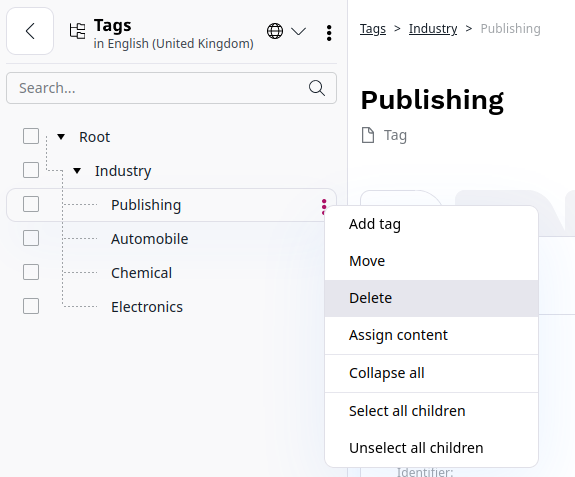 Tags
in English (United Kingdom)
Search...
Root
Industry
Publishing
Automobile
Chemical
Electronics
Tags > Industry > Publishing
Publishing
Tag
Add tag
Move
Delete
Assign content
Collapse all
Select all children
Unselect all children
Identifier: